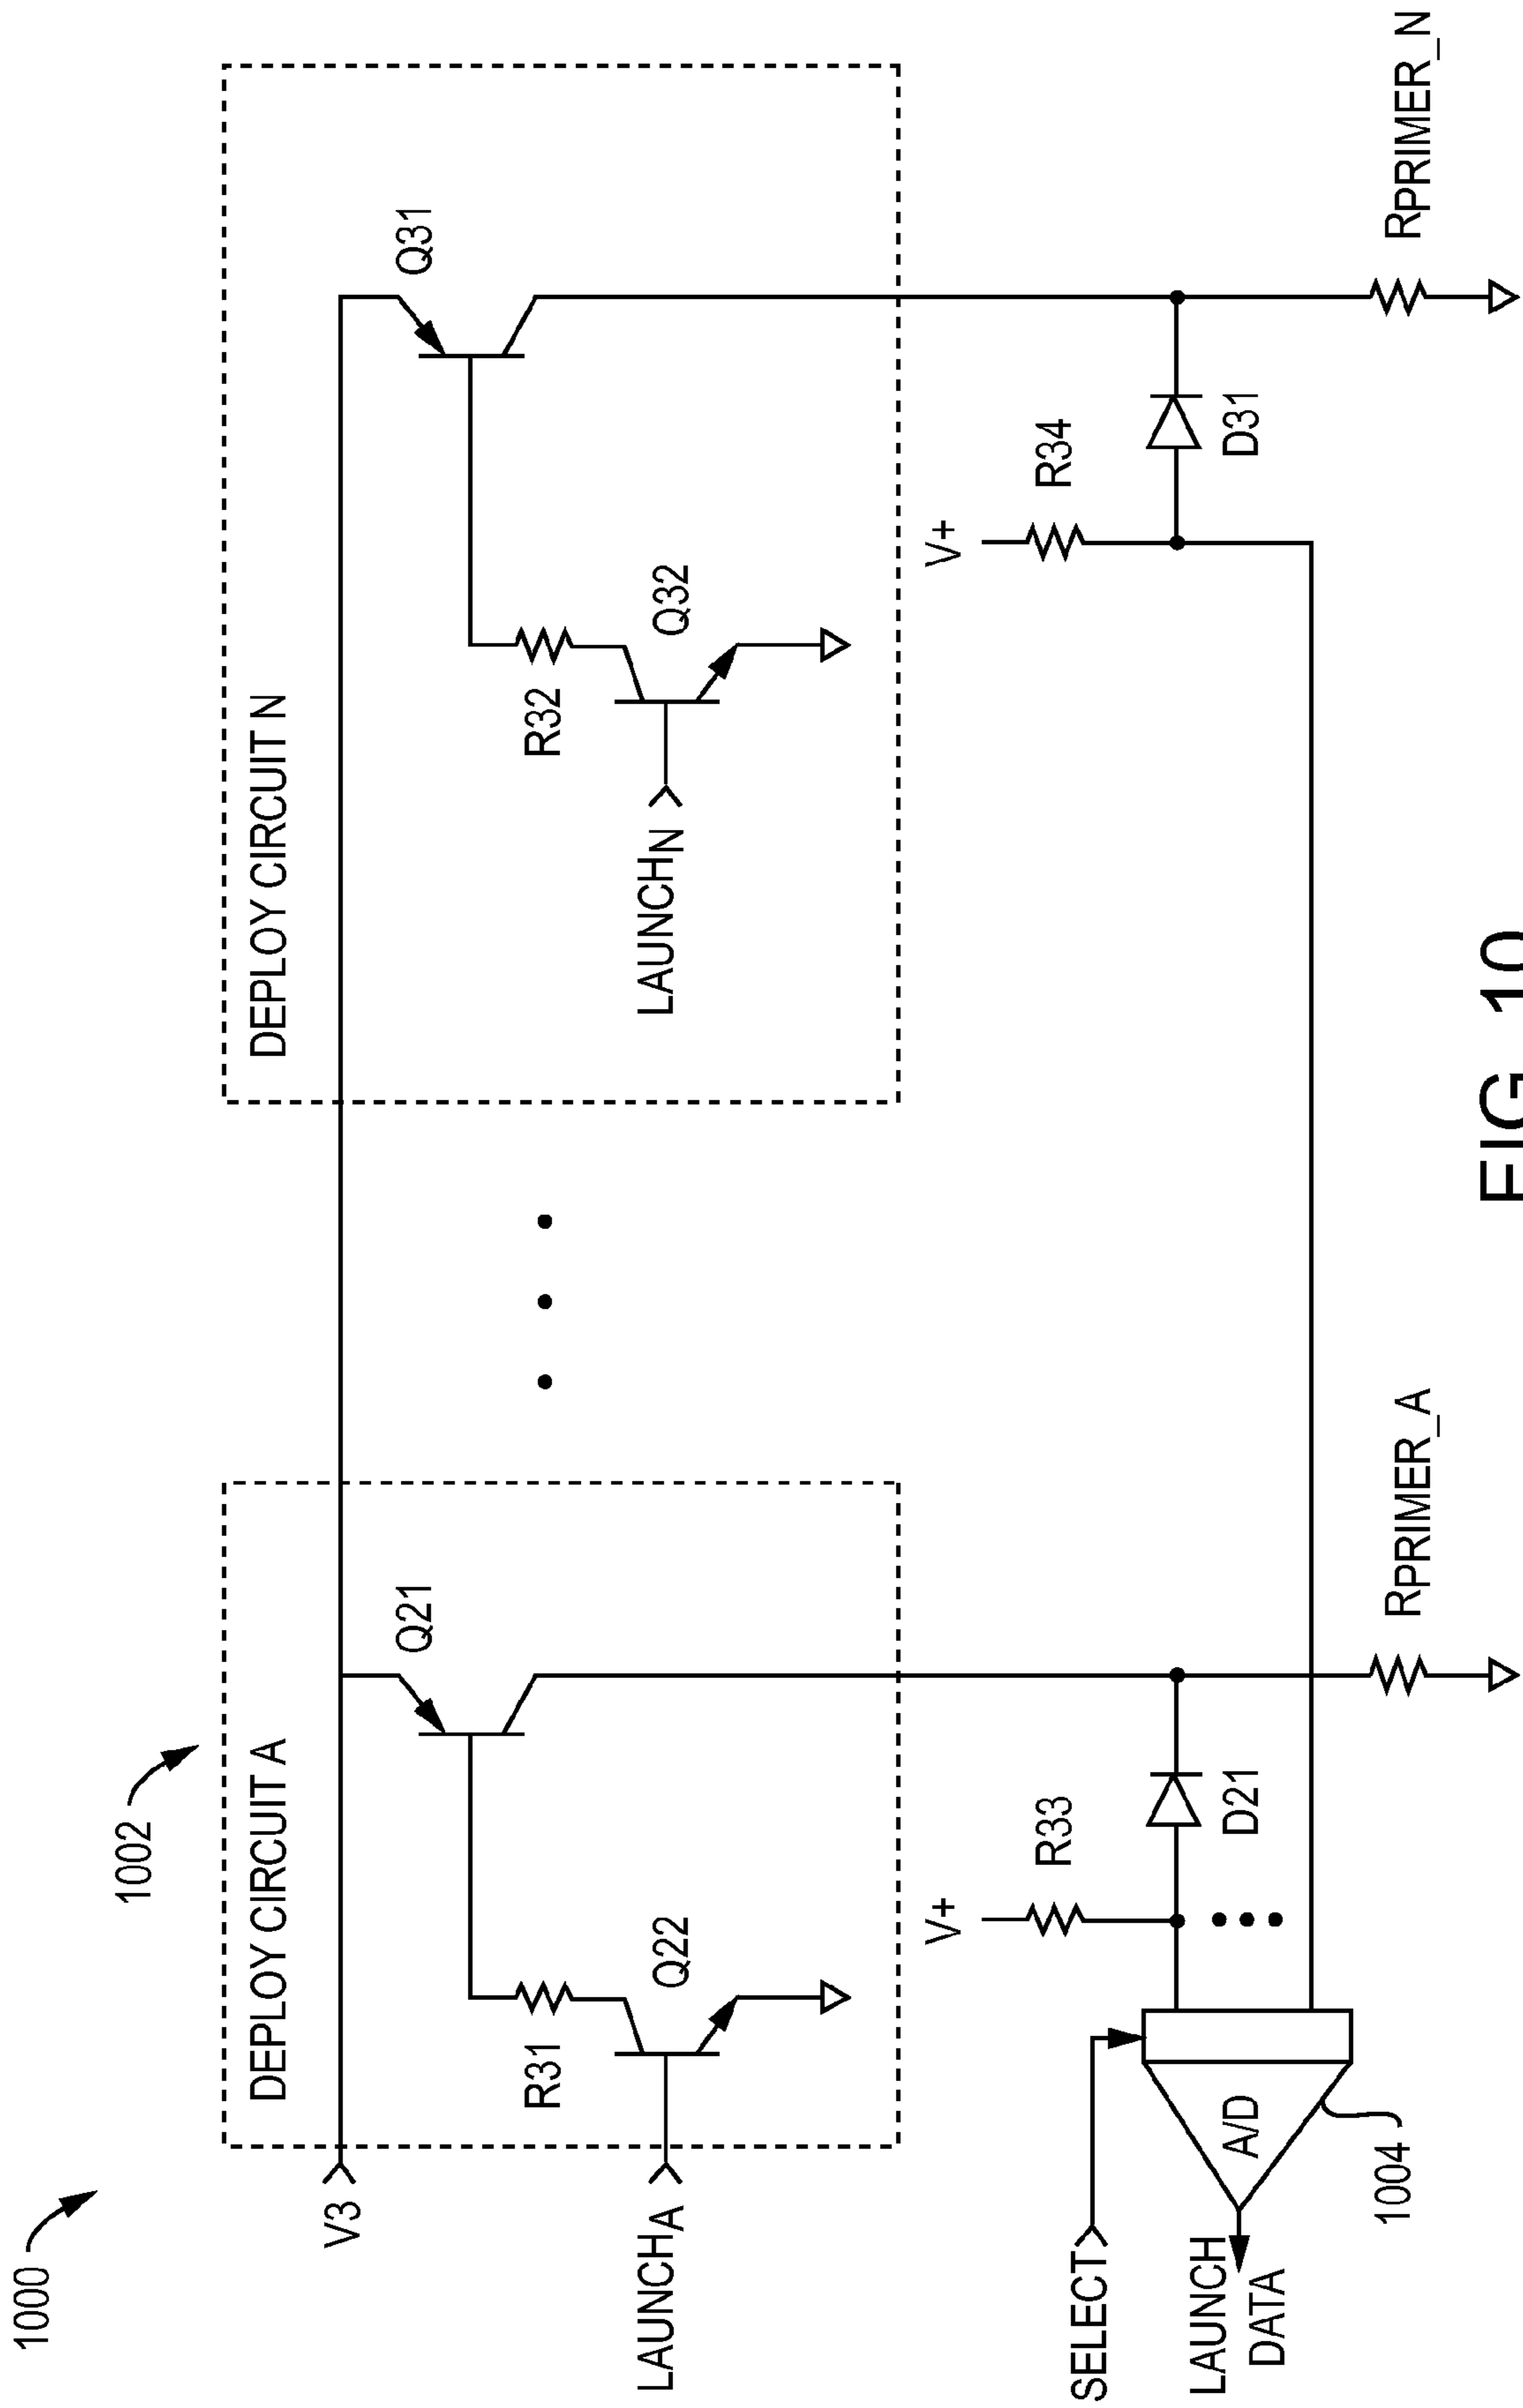 1000
1002
DEPLOY CIRCUIT A
DEPLOY CIRCUIT N
V3
Q21
Q31
R31
R32
Q22
Q32
LAUNCHA
LAUNCHN
V+
R33
V+
R34
SELECT
D21
D31
LAUNCH
DATA
A/D
1004
RPRIMER_A
RPRIMER_N
FIG. 10